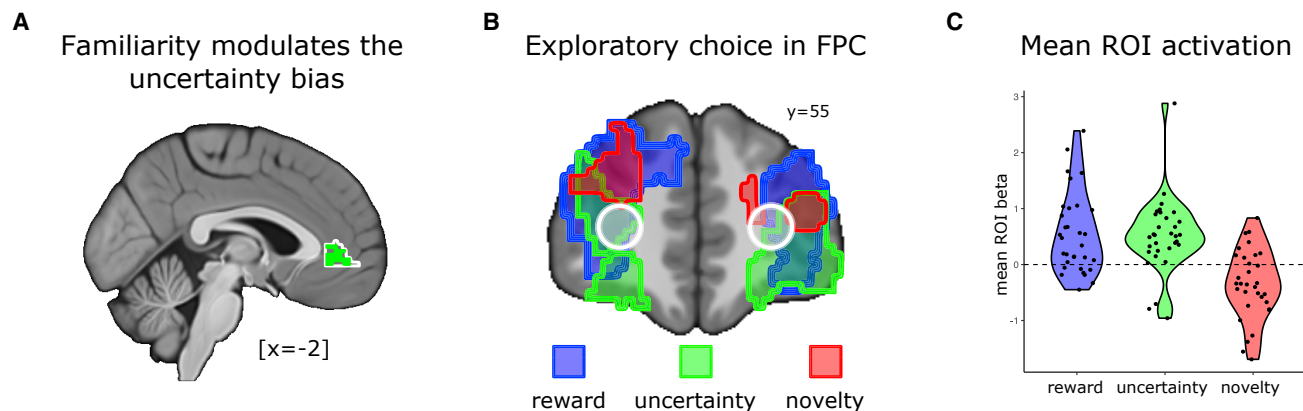 A
Familiarity modulates the
uncertainty bias
[x=-2]
B
Exploratory choice in FPC
y=55
reward
uncertainty
novelty
C
Mean ROI activation
mean ROI beta
3
2
1
0
-1
reward
uncertainty
novelty